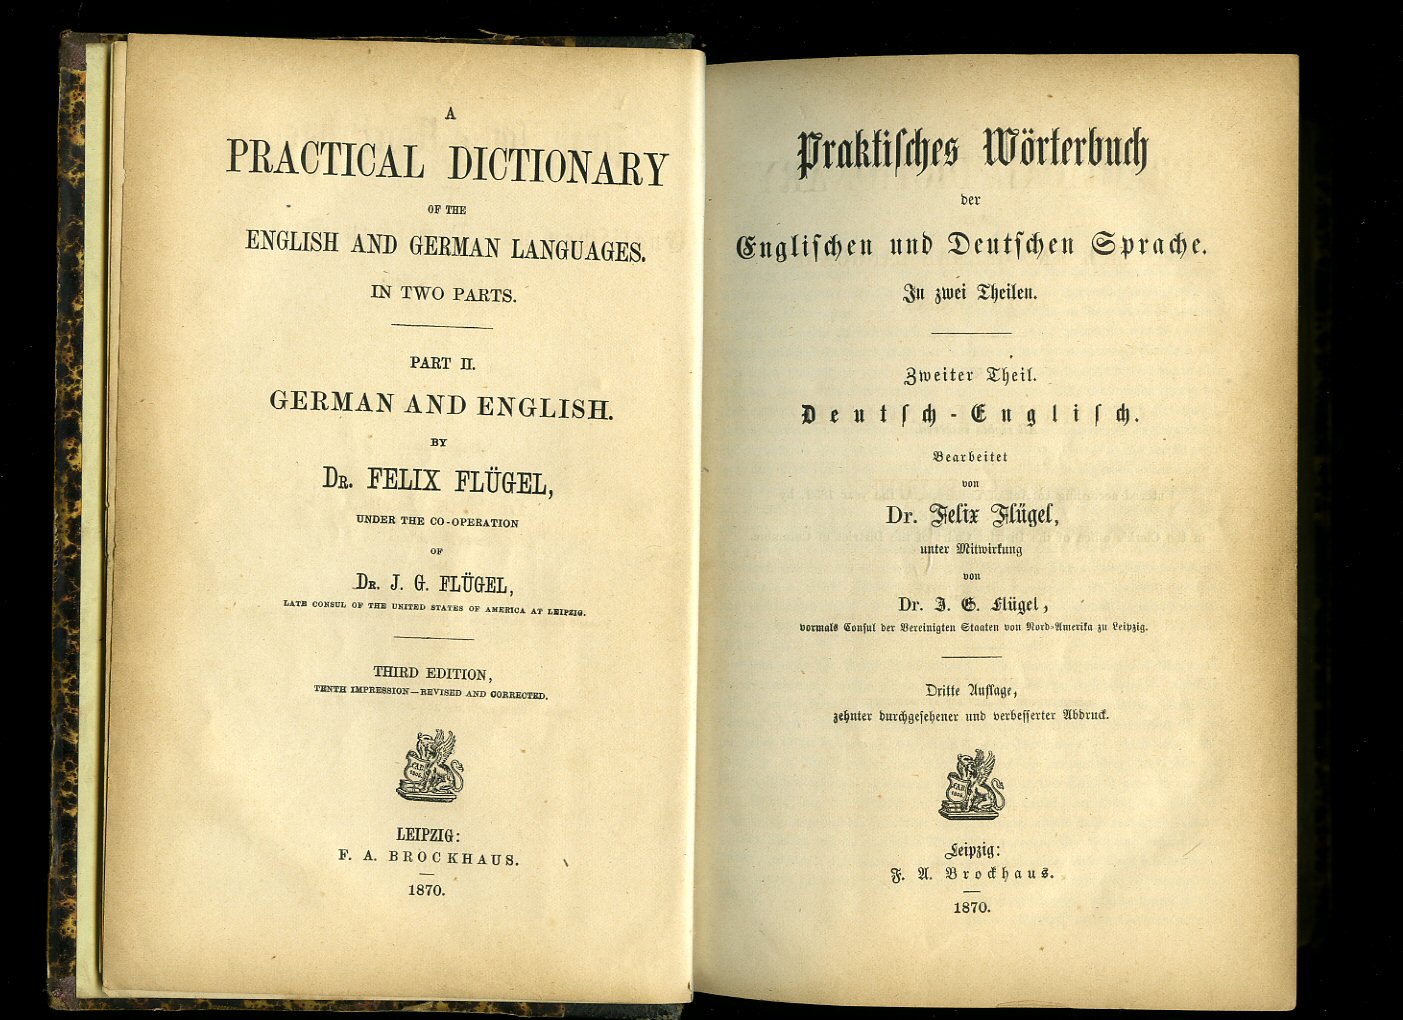 A
PRACTICAL DICTIONARY
OF THE
ENGLISH AND GERMAN LANGUAGES.
IN TWO PARTS.
PART II.
GERMAN AND ENGLISH.
BY
DR. FELIX FLÜGEL,
UNDER THE CO-OPERATION
OF
DR. J. G. FLÜGEL,
LATE CONSUL OF THE UNITED STATES OF AMERICA AT LEIPZIG.
THIRD EDITION,
TENTH IMPRESSION—REVISED AND CORRECTED.
F.A.B.
1805.
LEIPZIG:
F. A. BROCKHAUS.
1870.
Praktiſches Wörterbuch
der
Engliſchen und Deutſchen Sprache.
In zwei Theilen.
Zweiter Theil.
Deutſch-Engliſch.
Bearbeitet
von
Dr. Felix Flügel,
unter Mitwirkung
von
Dr. J. G. Flügel,
vormals Conſul der Vereinigten Staaten von Nord-Amerika zu Leipzig.
Dritte Auflage,
zehnter durchgeſehener und verbeſſerter Abdruck.
F.A.B.
1805.
Leipzig:
F. A. Brockhaus.
1870.